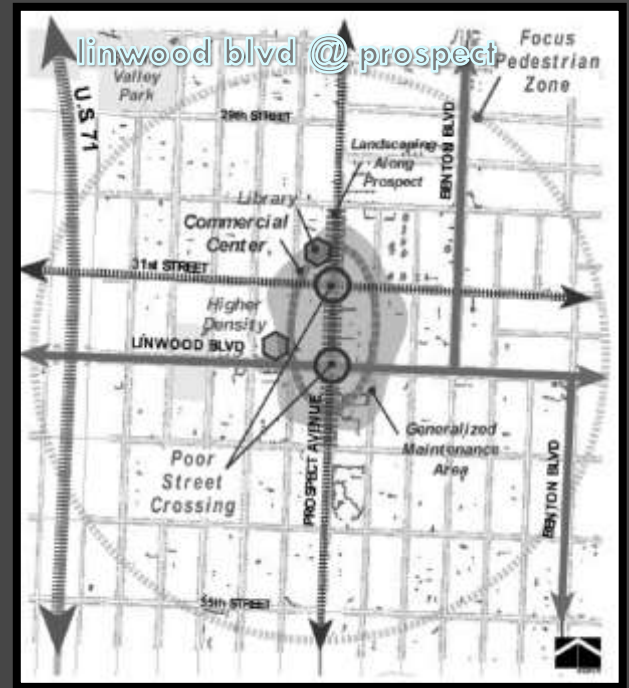 linwood blvd @ prospect
Focus
Pedestrian
Zone
Valley
Park
U.S. 71
29th STREET
Landscaping
Along
Prospect
BENTON BLVD
Library
Commercial
Center
31st STREET
Higher
Density
LINWOOD BLVD
Poor
Street
Crossing
PROSPECT AVENUE
Generalized
Maintenance
Area
BENTON BLVD
35th STREET